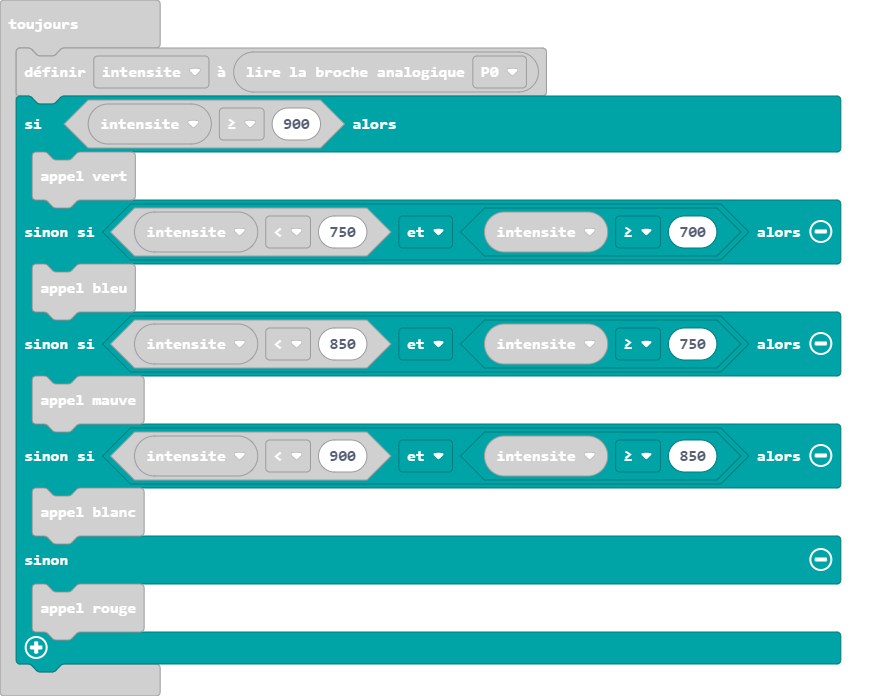 toujours
définir intensite à lire la broche analogique P0
si intensite ≥ 900 alors
appel vert
sinon si intensite < 750 et intensite ≥ 700 alors
appel bleu
sinon si intensite < 850 et intensite ≥ 750 alors
appel mauve
sinon si intensite < 900 et intensite ≥ 850 alors
appel blanc
sinon
appel rouge